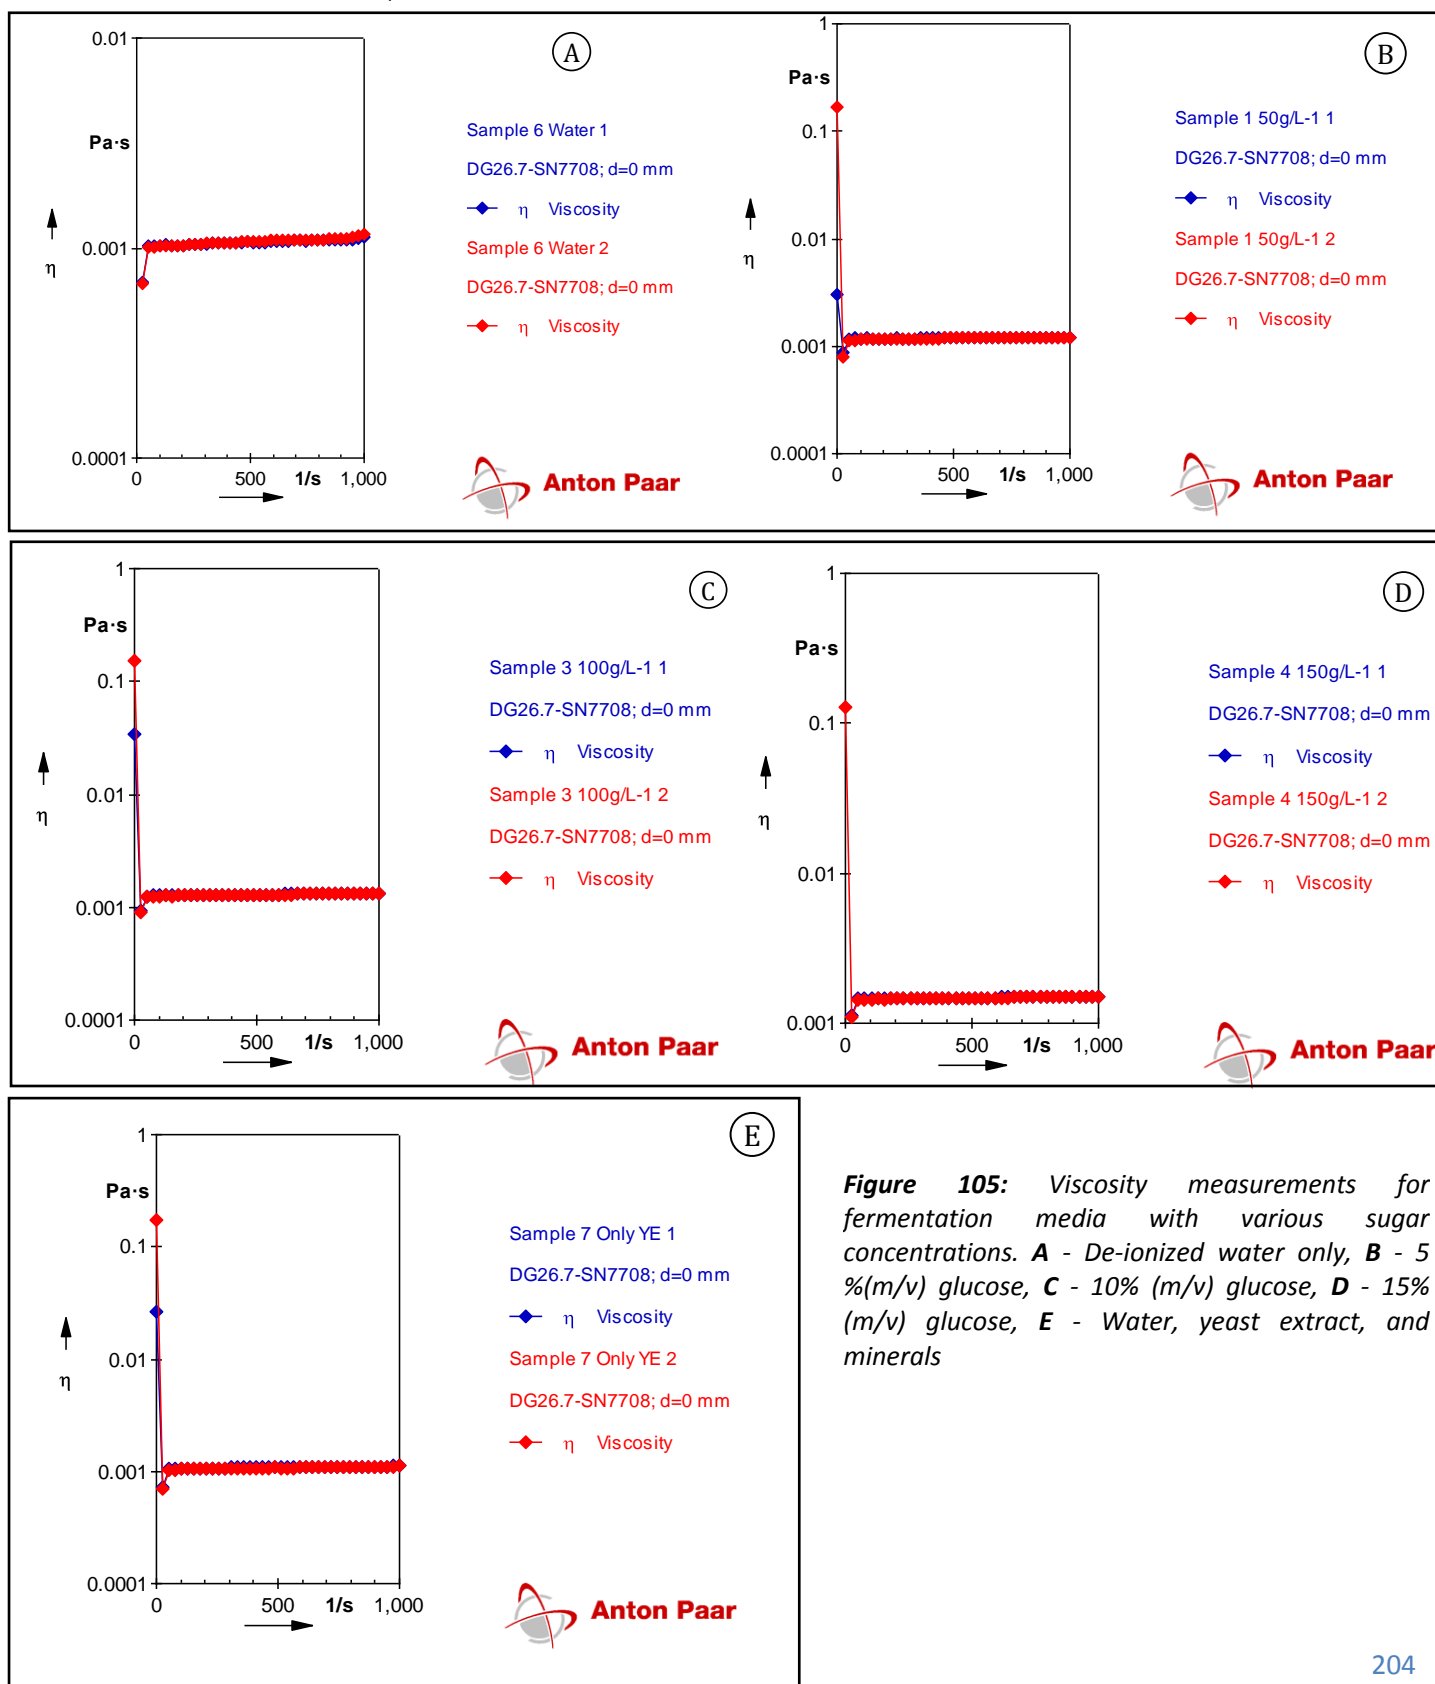 0.01
Pa·s
0.001
η
0.0001
0
500
1/s
1,000
A
Sample 6 Water 1
DG26.7-SN7708; d=0 mm
η Viscosity
Sample 6 Water 2
DG26.7-SN7708; d=0 mm
η Viscosity
Anton Paar
1
Pa·s
0.1
0.01
η
0.001
0.0001
0
500
1/s
1,000
B
Sample 1 50g/L-1 1
DG26.7-SN7708; d=0 mm
η Viscosity
Sample 1 50g/L-1 2
DG26.7-SN7708; d=0 mm
η Viscosity
Anton Paar
1
Pa·s
0.1
0.01
η
0.001
0.0001
0
500
1/s
1,000
C
Sample 3 100g/L-1 1
DG26.7-SN7708; d=0 mm
η Viscosity
Sample 3 100g/L-1 2
DG26.7-SN7708; d=0 mm
η Viscosity
Anton Paar
1
Pa·s
0.1
η
0.01
0.001
0
500
1/s
1,000
D
Sample 4 150g/L-1 1
DG26.7-SN7708; d=0 mm
η Viscosity
Sample 4 150g/L-1 2
DG26.7-SN7708; d=0 mm
η Viscosity
Anton Paar
1
Pa·s
0.1
0.01
η
0.001
0.0001
0
500
1/s
1,000
E
Sample 7 Only YE 1
DG26.7-SN7708; d=0 mm
η Viscosity
Sample 7 Only YE 2
DG26.7-SN7708; d=0 mm
η Viscosity
Anton Paar
Figure 105: Viscosity measurements for
fermentation media with various sugar
concentrations. A - De-ionized water only, B - 5
%(m/v) glucose, C - 10% (m/v) glucose, D - 15%
(m/v) glucose, E - Water, yeast extract, and
minerals
204